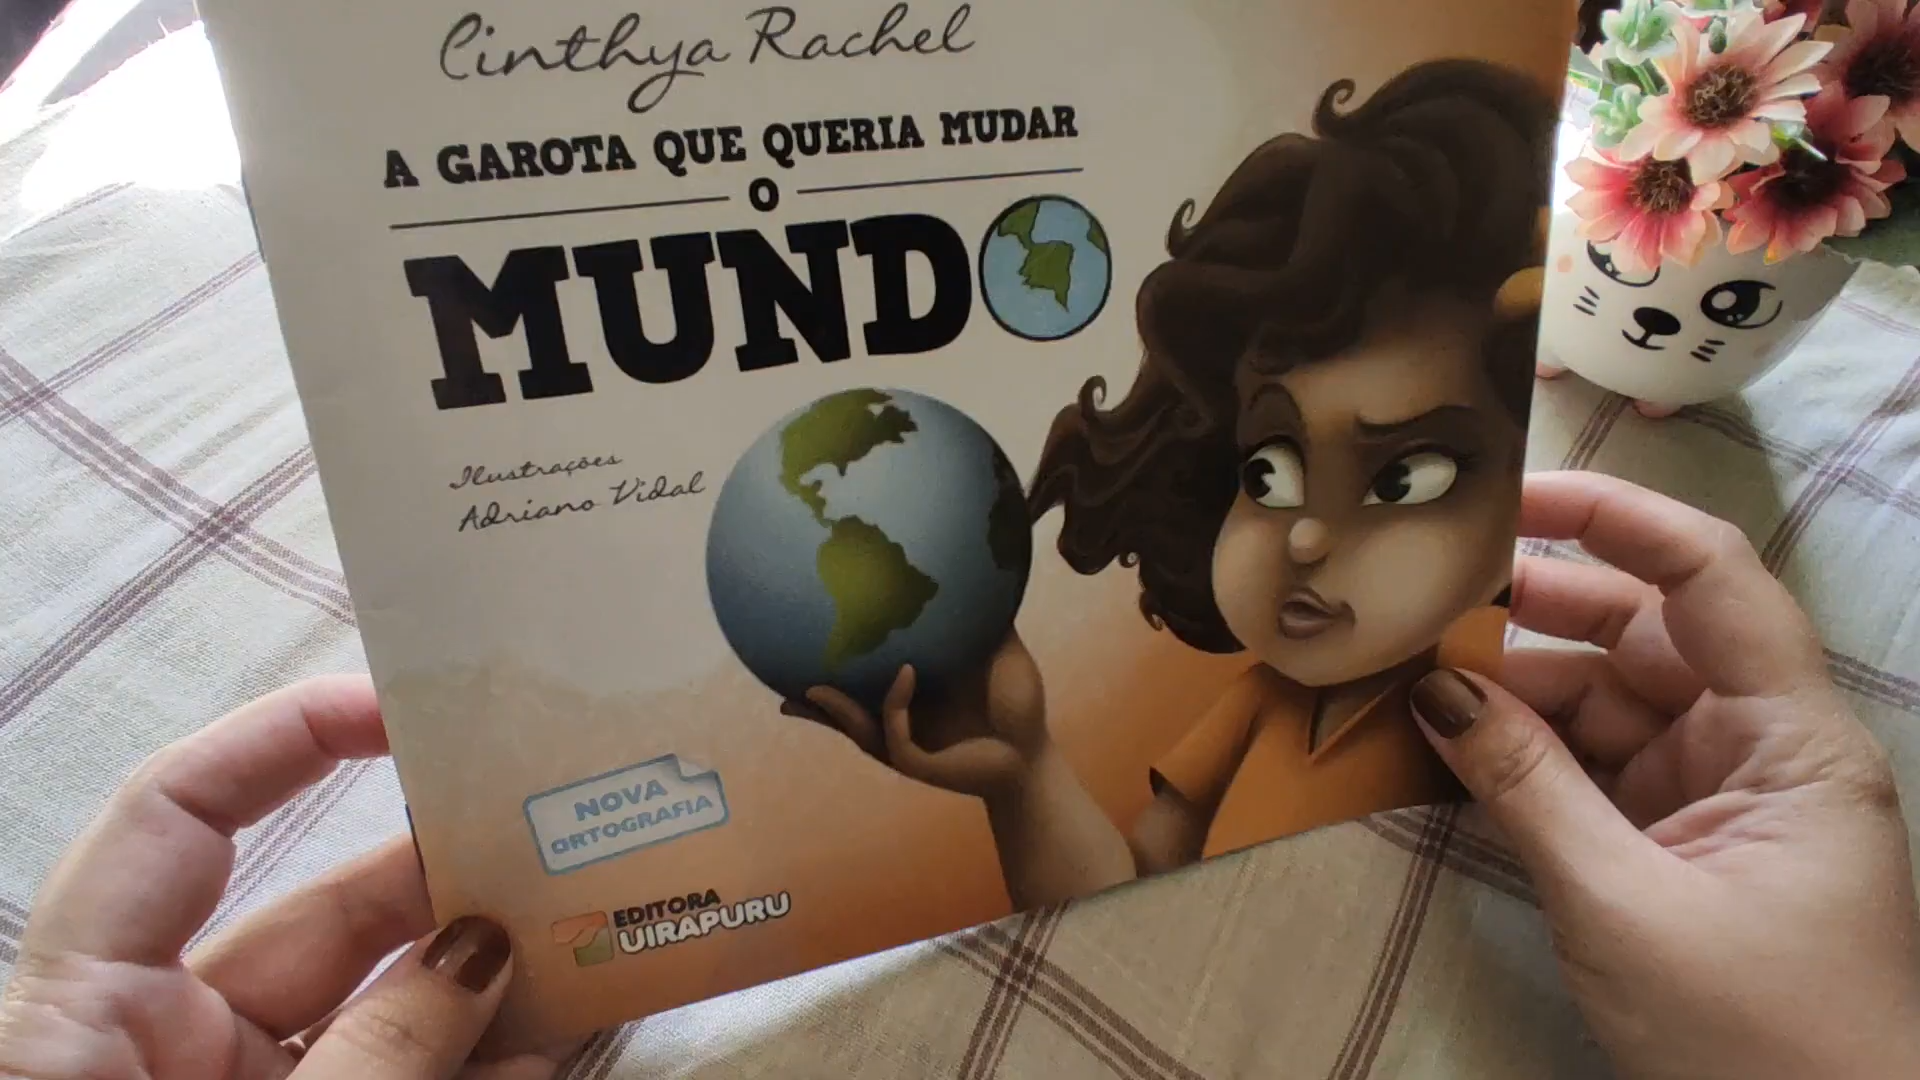 Cinthya Rachel
A GAROTA QUE QUERIA MUDAR
O
MUNDO
Ilustrações
Adriano Vidal
NOVA
ORTOGRAFIA
EDITORA
UIRAPURU